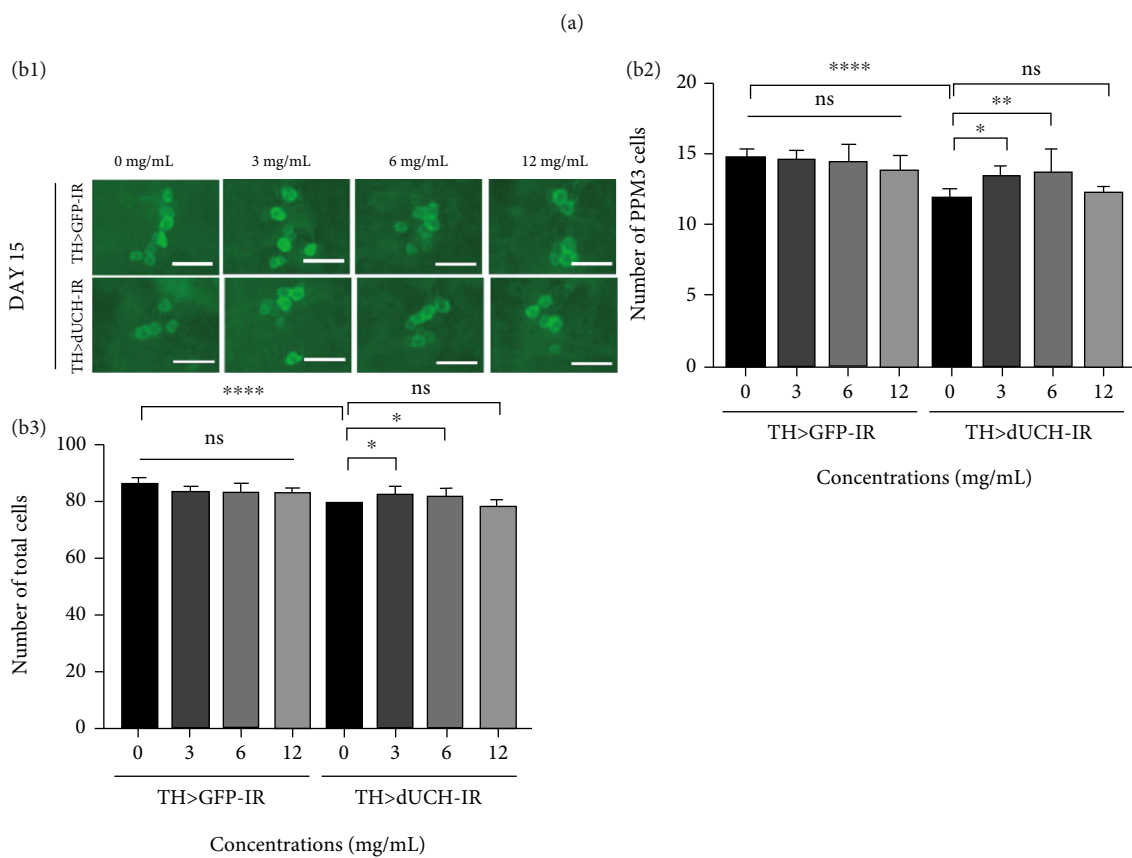 (a)
(b1)
0 mg/mL 3 mg/mL 6 mg/mL 12 mg/mL
DAY 15
TH>GFP-IR
TH>dUCH-IR
(b2)
Number of PPM3 cells
20
15
10
5
0
**** ns
ns ** *
0 3 6 12 0 3 6 12
TH>GFP-IR TH>dUCH-IR
Concentrations (mg/mL)
(b3)
Number of total cells
100
80
60
40
20
0
**** ns
ns * *
0 3 6 12 0 3 6 12
TH>GFP-IR TH>dUCH-IR
Concentrations (mg/mL)